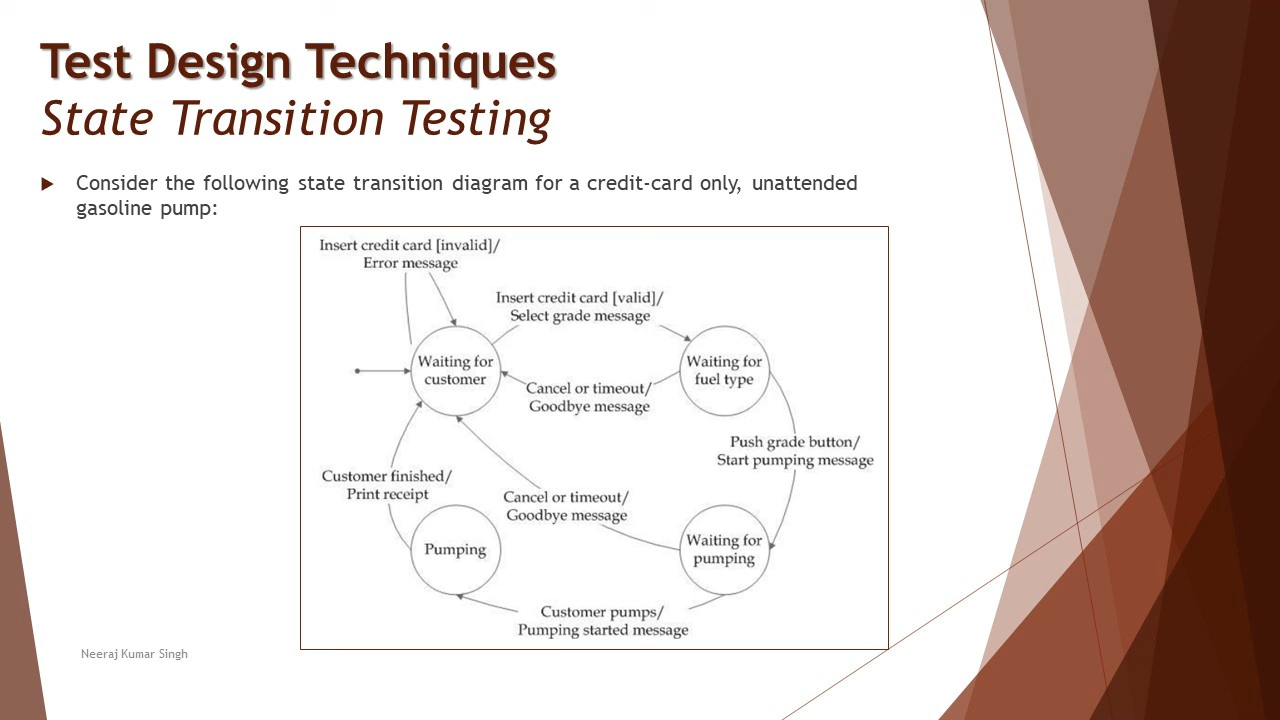 Test Design Techniques
State Transition Testing
Consider the following state transition diagram for a credit-card only, unattended
gasoline pump:
Insert credit card [invalid]/
Error message
Insert credit card [valid]/
Select grade message
Waiting for
customer
Waiting for
fuel type
Cancel or timeout/
Goodbye message
Push grade button/
Start pumping message
Customer finished/
Print receipt
Cancel or timeout/
Goodbye message
Pumping
Waiting for
pumping
Customer pumps/
Pumping started message
Neeraj Kumar Singh